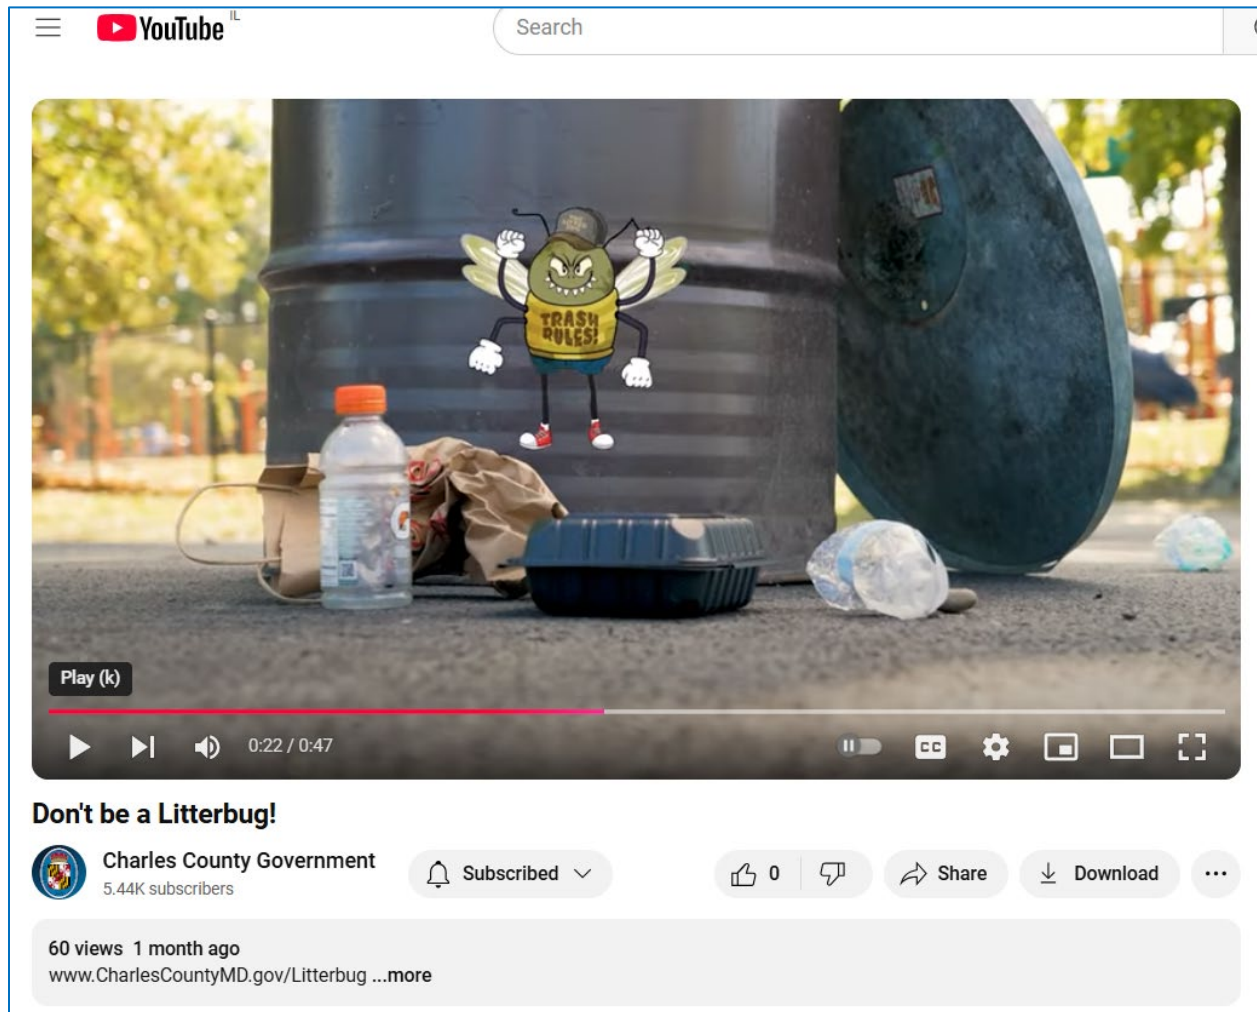 YouTube IL
Search
TRASH
RULES!
Play (k)
0:22 / 0:47
CC
Don't be a Litterbug!
Charles County Government
5.44K subscribers
Subscribed
0
Share
Download
60 views 1 month ago
www.CharlesCountyMD.gov/Litterbug ...more